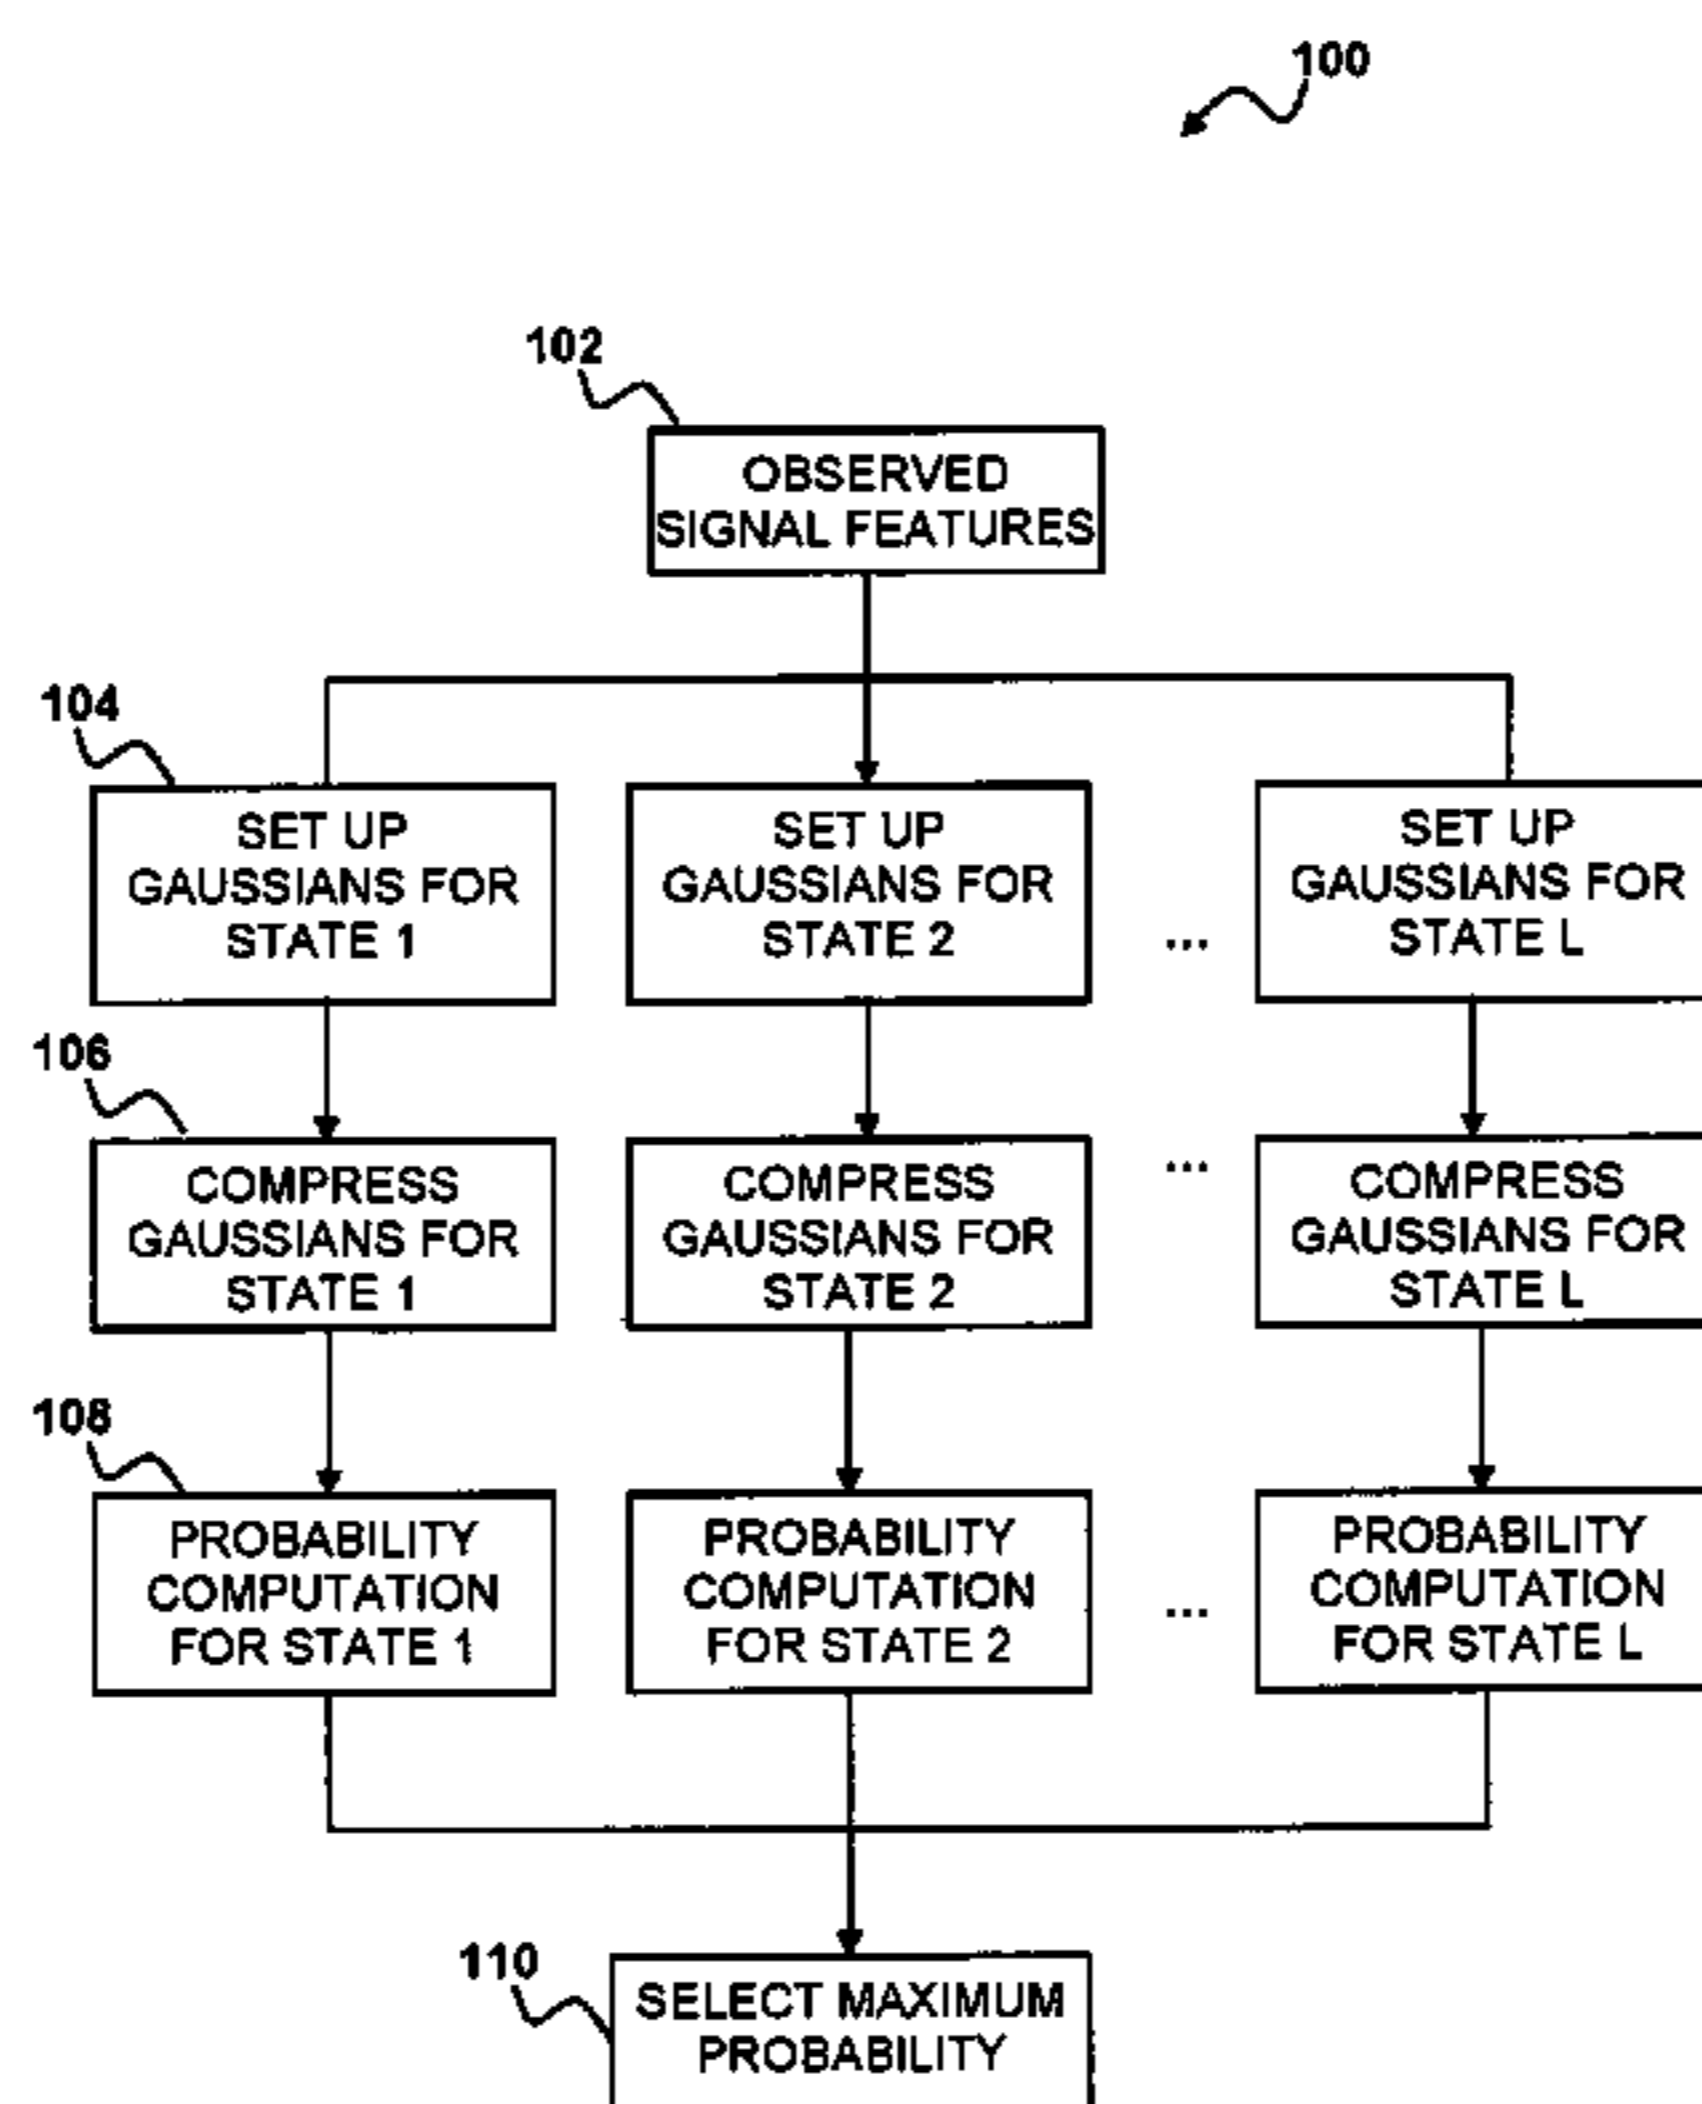 100
102
OBSERVED
SIGNAL FEATURES
104
SET UP
GAUSSIANS FOR
STATE 1
SET UP
GAUSSIANS FOR
STATE 2
...
SET UP
GAUSSIANS FOR
STATE L
106
COMPRESS
GAUSSIANS FOR
STATE 1
COMPRESS
GAUSSIANS FOR
STATE 2
...
COMPRESS
GAUSSIANS FOR
STATE L
108
PROBABILITY
COMPUTATION
FOR STATE 1
PROBABILITY
COMPUTATION
FOR STATE 2
...
PROBABILITY
COMPUTATION
FOR STATE L
110
SELECT MAXIMUM
PROBABILITY